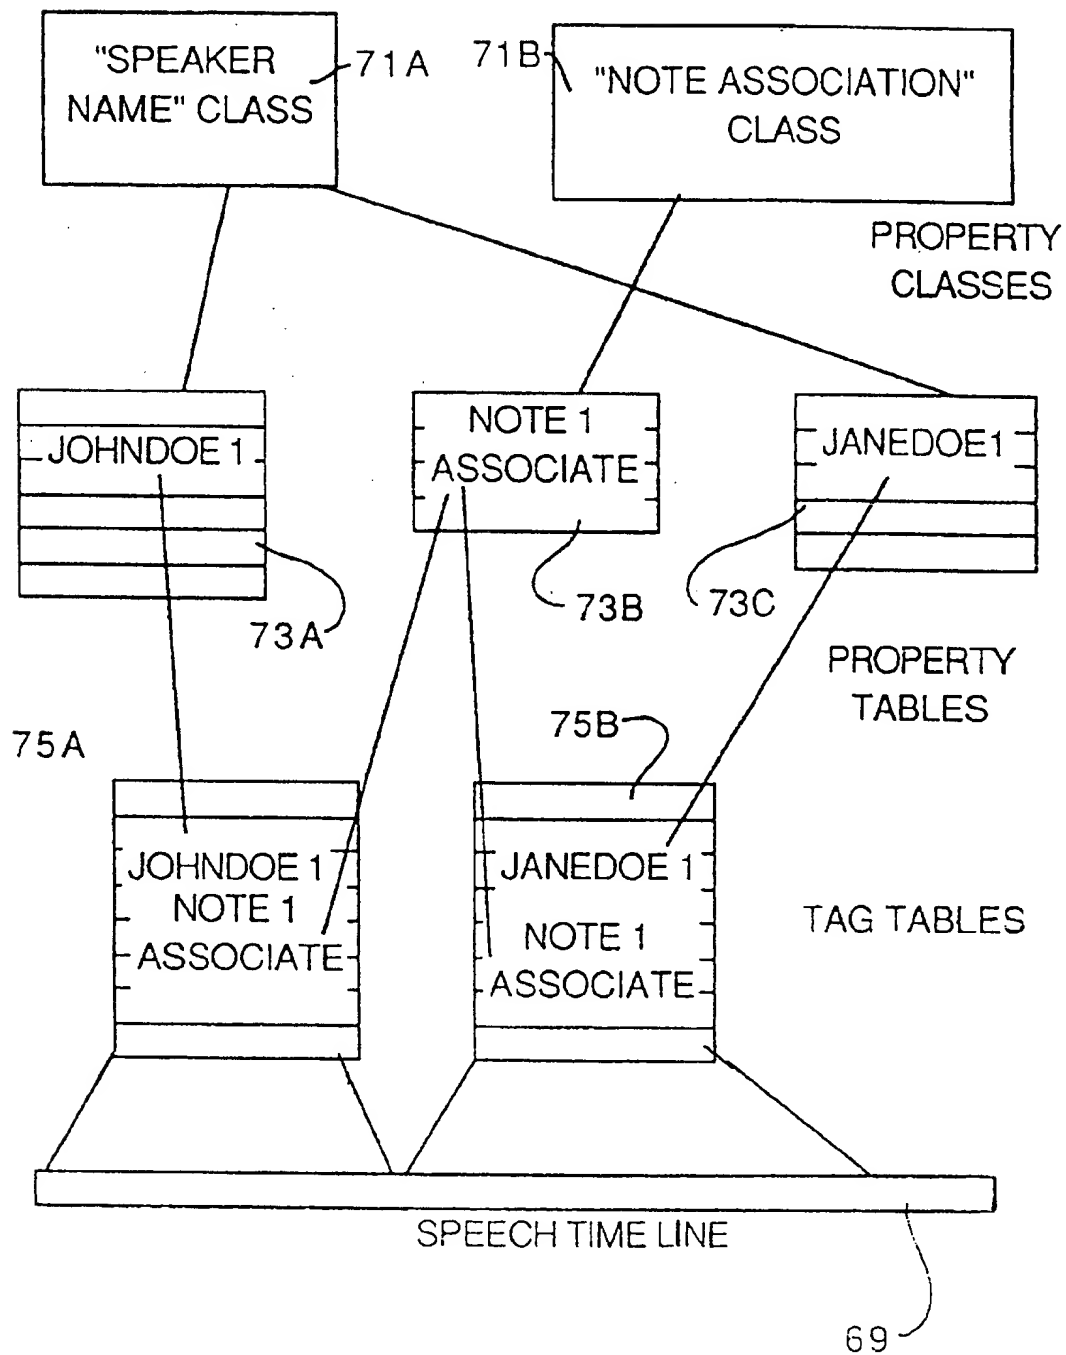 "SPEAKER
NAME" CLASS
71A
71B
"NOTE ASSOCIATION"
CLASS
PROPERTY
CLASSES
JOHNDOE 1
NOTE 1
ASSOCIATE
JANEDOE1
73A
73B
73C
PROPERTY
TABLES
75A
75B
JOHNDOE 1
NOTE 1
ASSOCIATE
JANEDOE 1
NOTE 1
ASSOCIATE
TAG TABLES
SPEECH TIME LINE
69